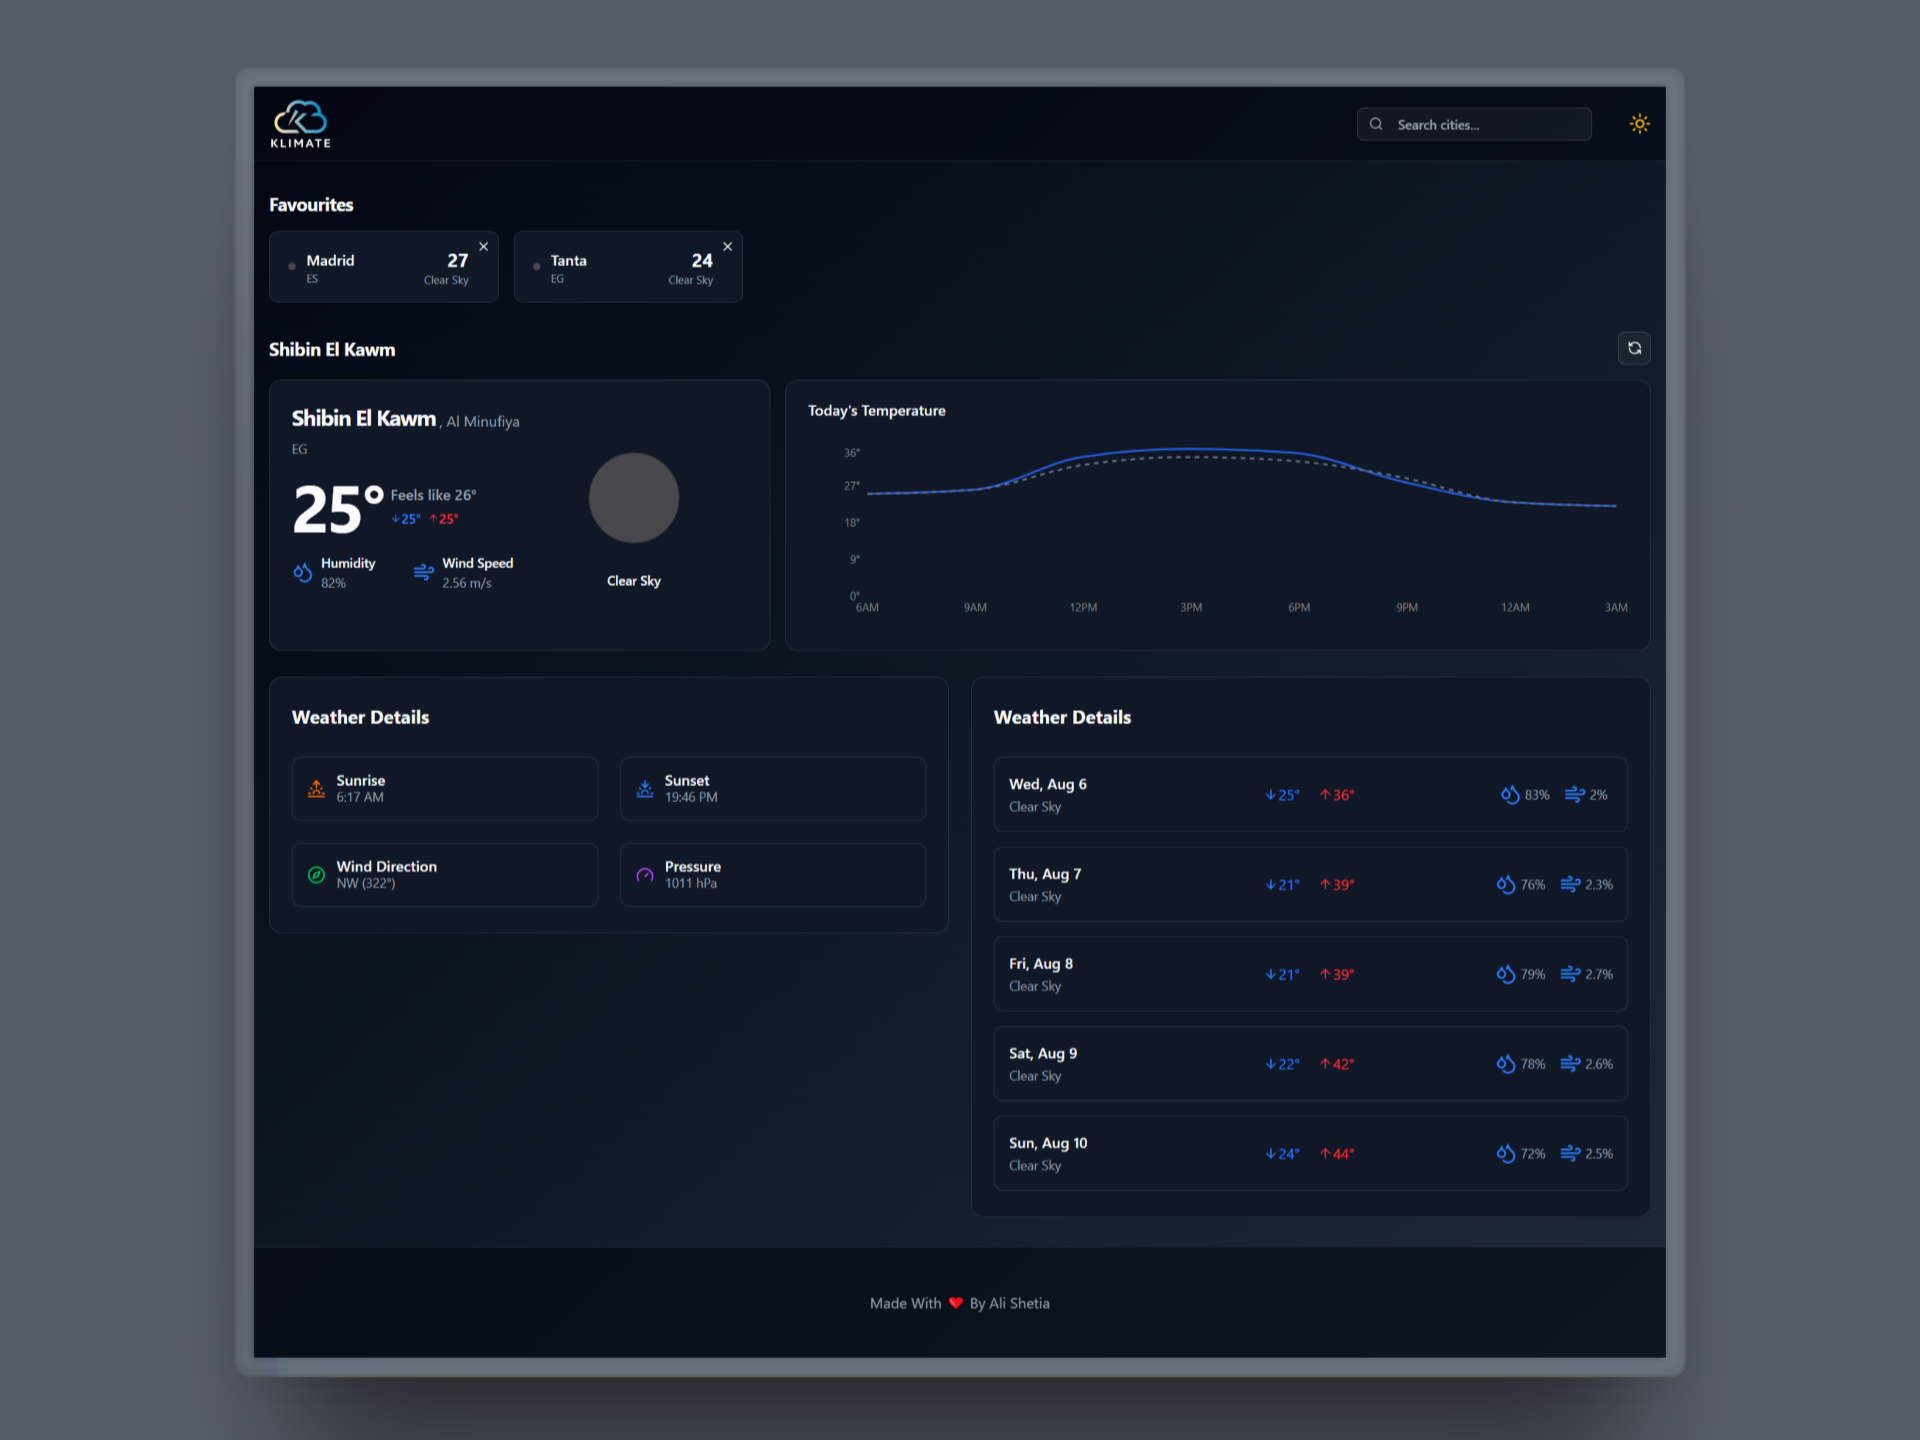 KLIMATE
Search cities...
Favourites
Madrid
ES
27
Clear Sky
Tanta
EG
24
Clear Sky
Shibin El Kawm
Shibin El Kawm , Al Minufiya
EG
25°
Feels like 26°
↓25° ↑25°
Humidity
82%
Wind Speed
2.56 m/s
Clear Sky
Today's Temperature
36°
27°
18°
9°
0°
6AM 9AM 12PM 3PM 6PM 9PM 12AM 3AM
Weather Details
Sunrise
6:17 AM
Sunset
19:46 PM
Wind Direction
NW (322°)
Pressure
1011 hPa
Weather Details
Wed, Aug 6
Clear Sky
↓25° ↑36° 83% 2%
Thu, Aug 7
Clear Sky
↓21° ↑39° 76% 2.3%
Fri, Aug 8
Clear Sky
↓21° ↑39° 79% 2.7%
Sat, Aug 9
Clear Sky
↓22° ↑42° 78% 2.6%
Sun, Aug 10
Clear Sky
↓24° ↑44° 72% 2.5%
Made With ❤ By Ali Shetia